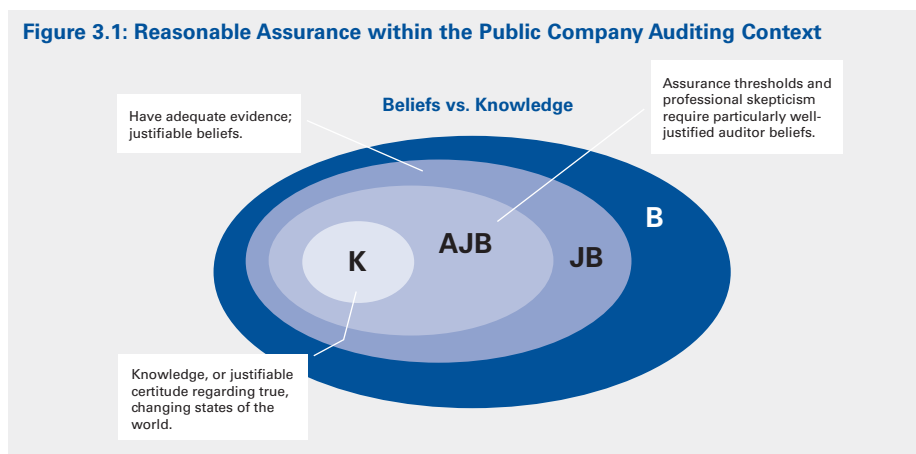 Figure 3.1: Reasonable Assurance within the Public Company Auditing Context
Beliefs vs. Knowledge
Have adequate evidence;
justifiable beliefs.
Assurance thresholds and
professional skepticism
require particularly well-
justified auditor beliefs.
B
AJB
JB
K
Knowledge, or justifiable
certitude regarding true,
changing states of the
world.